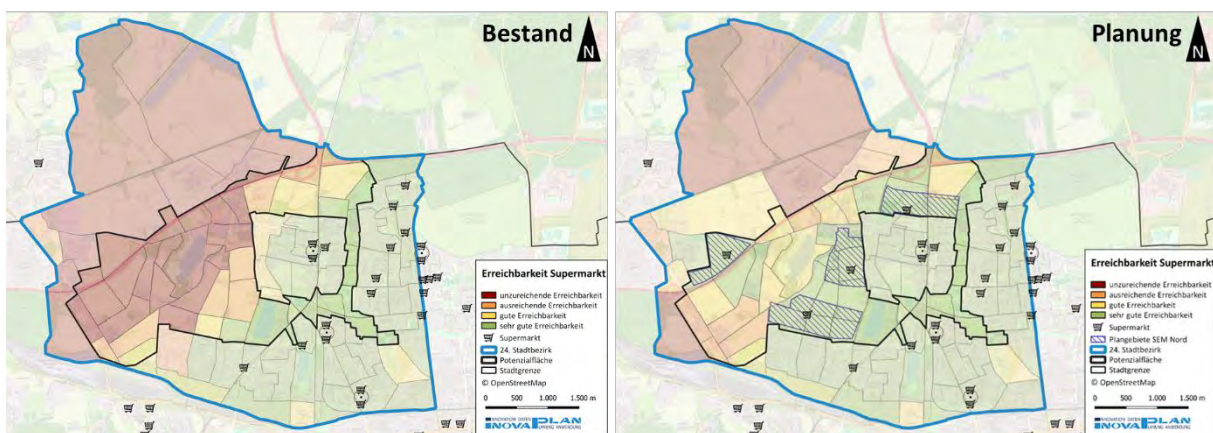 Bestand
N
Erreichbarkeit Supermarkt
unzureichende Erreichbarkeit
ausreichende Erreichbarkeit
gute Erreichbarkeit
sehr gute Erreichbarkeit
Supermarkt
24. Stadtbezirk
Potenzialfläche
Stadtgrenze
© OpenStreetMap
0 500 1.000 1.500 m
INOVAPLAN
Planung
N
Erreichbarkeit Supermarkt
unzureichende Erreichbarkeit
ausreichende Erreichbarkeit
gute Erreichbarkeit
sehr gute Erreichbarkeit
Supermarkt
Plangebiete SEM Nord
24. Stadtbezirk
Potenzialfläche
Stadtgrenze
© OpenStreetMap
0 500 1.000 1.500 m
INOVAPLAN